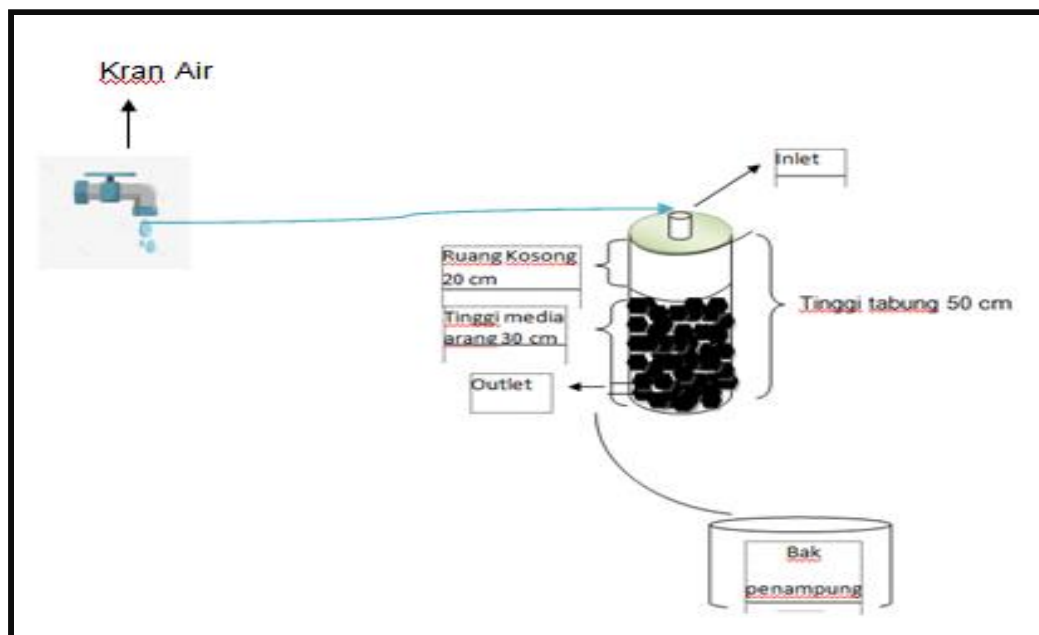 Kran Air
Inlet
Ruang Kosong
20 cm
Tinggi tabung 50 cm
Tinggi media
arang 30 cm
Outlet
Bak
penampung